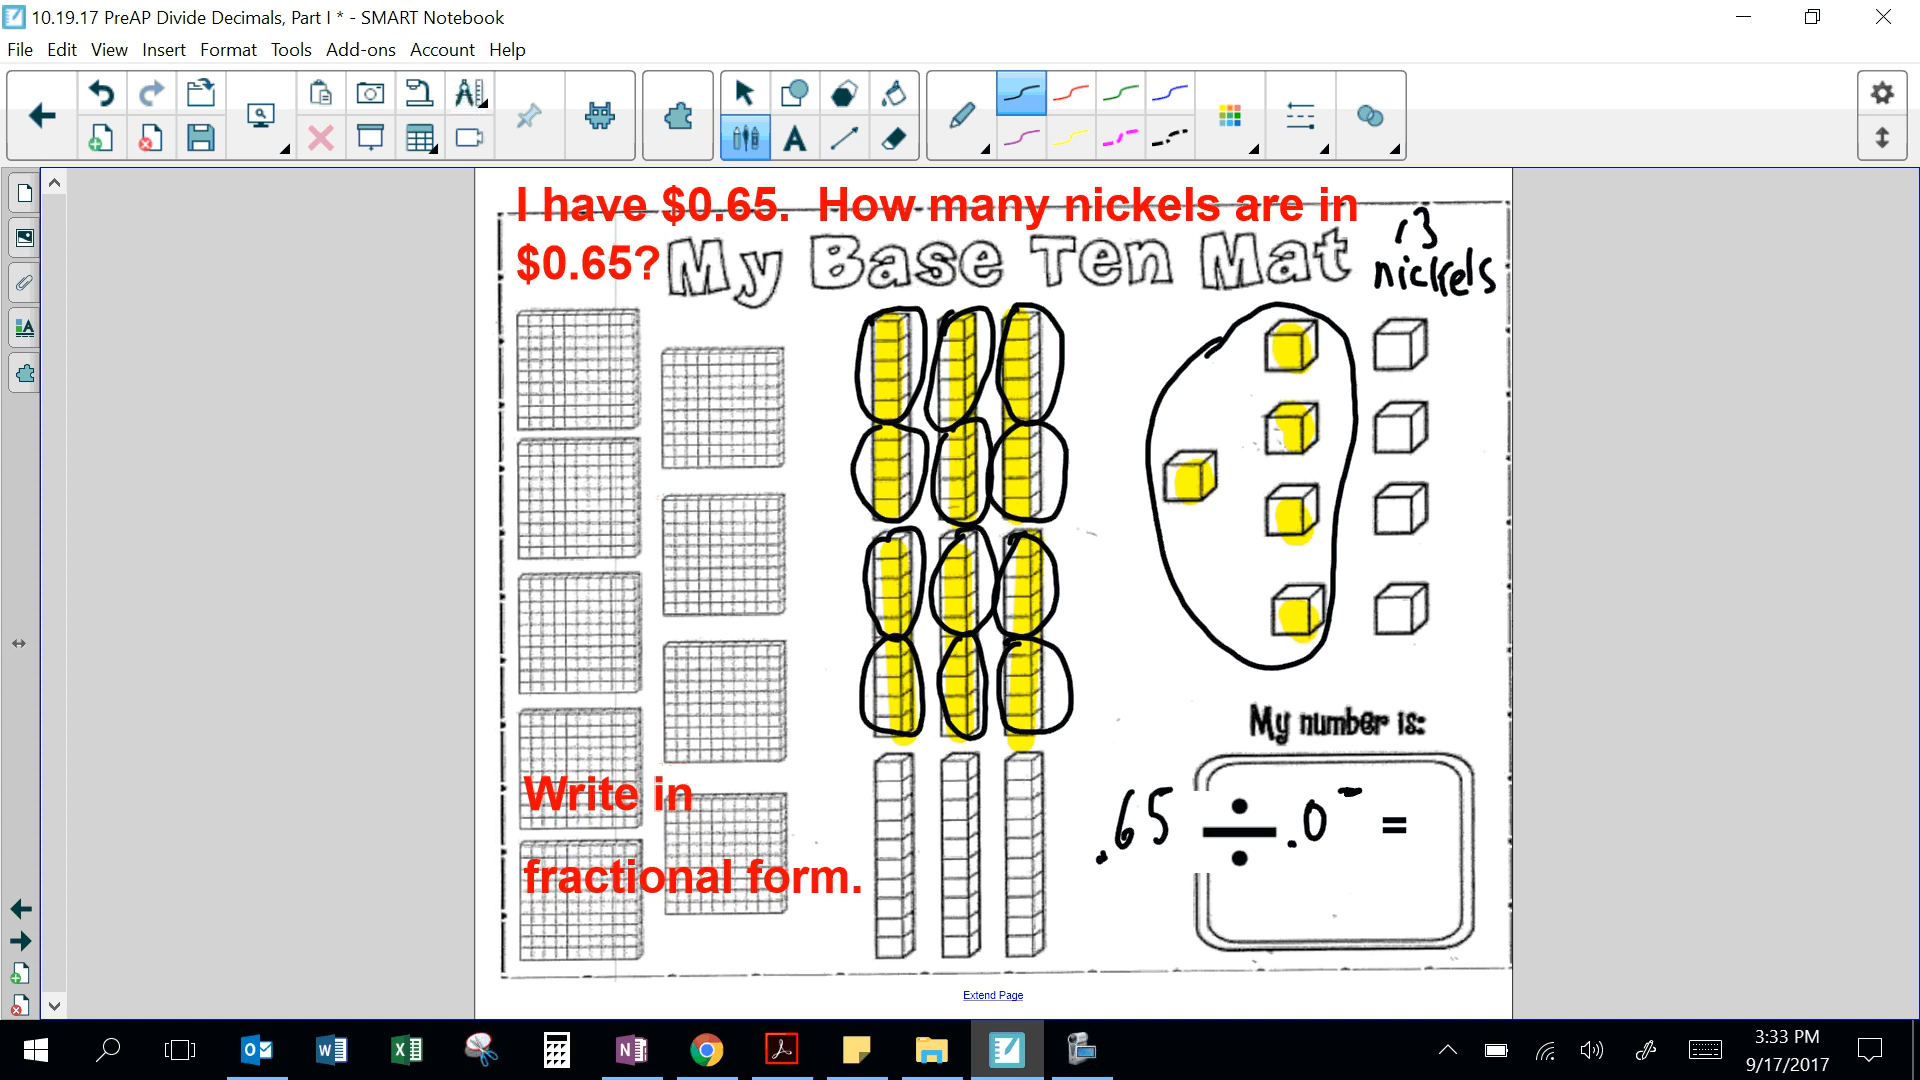 10.19.17 PreAP Divide Decimals, Part I * - SMART Notebook
File Edit View Insert Format Tools Add-ons Account Help
I have $0.65. How many nickels are in
$0.65?
My Base Ten Mat
13
nickels
My number is:
.65 ÷ .0 =
Write in
fractional form.
Extend Page
3:33 PM
9/17/2017